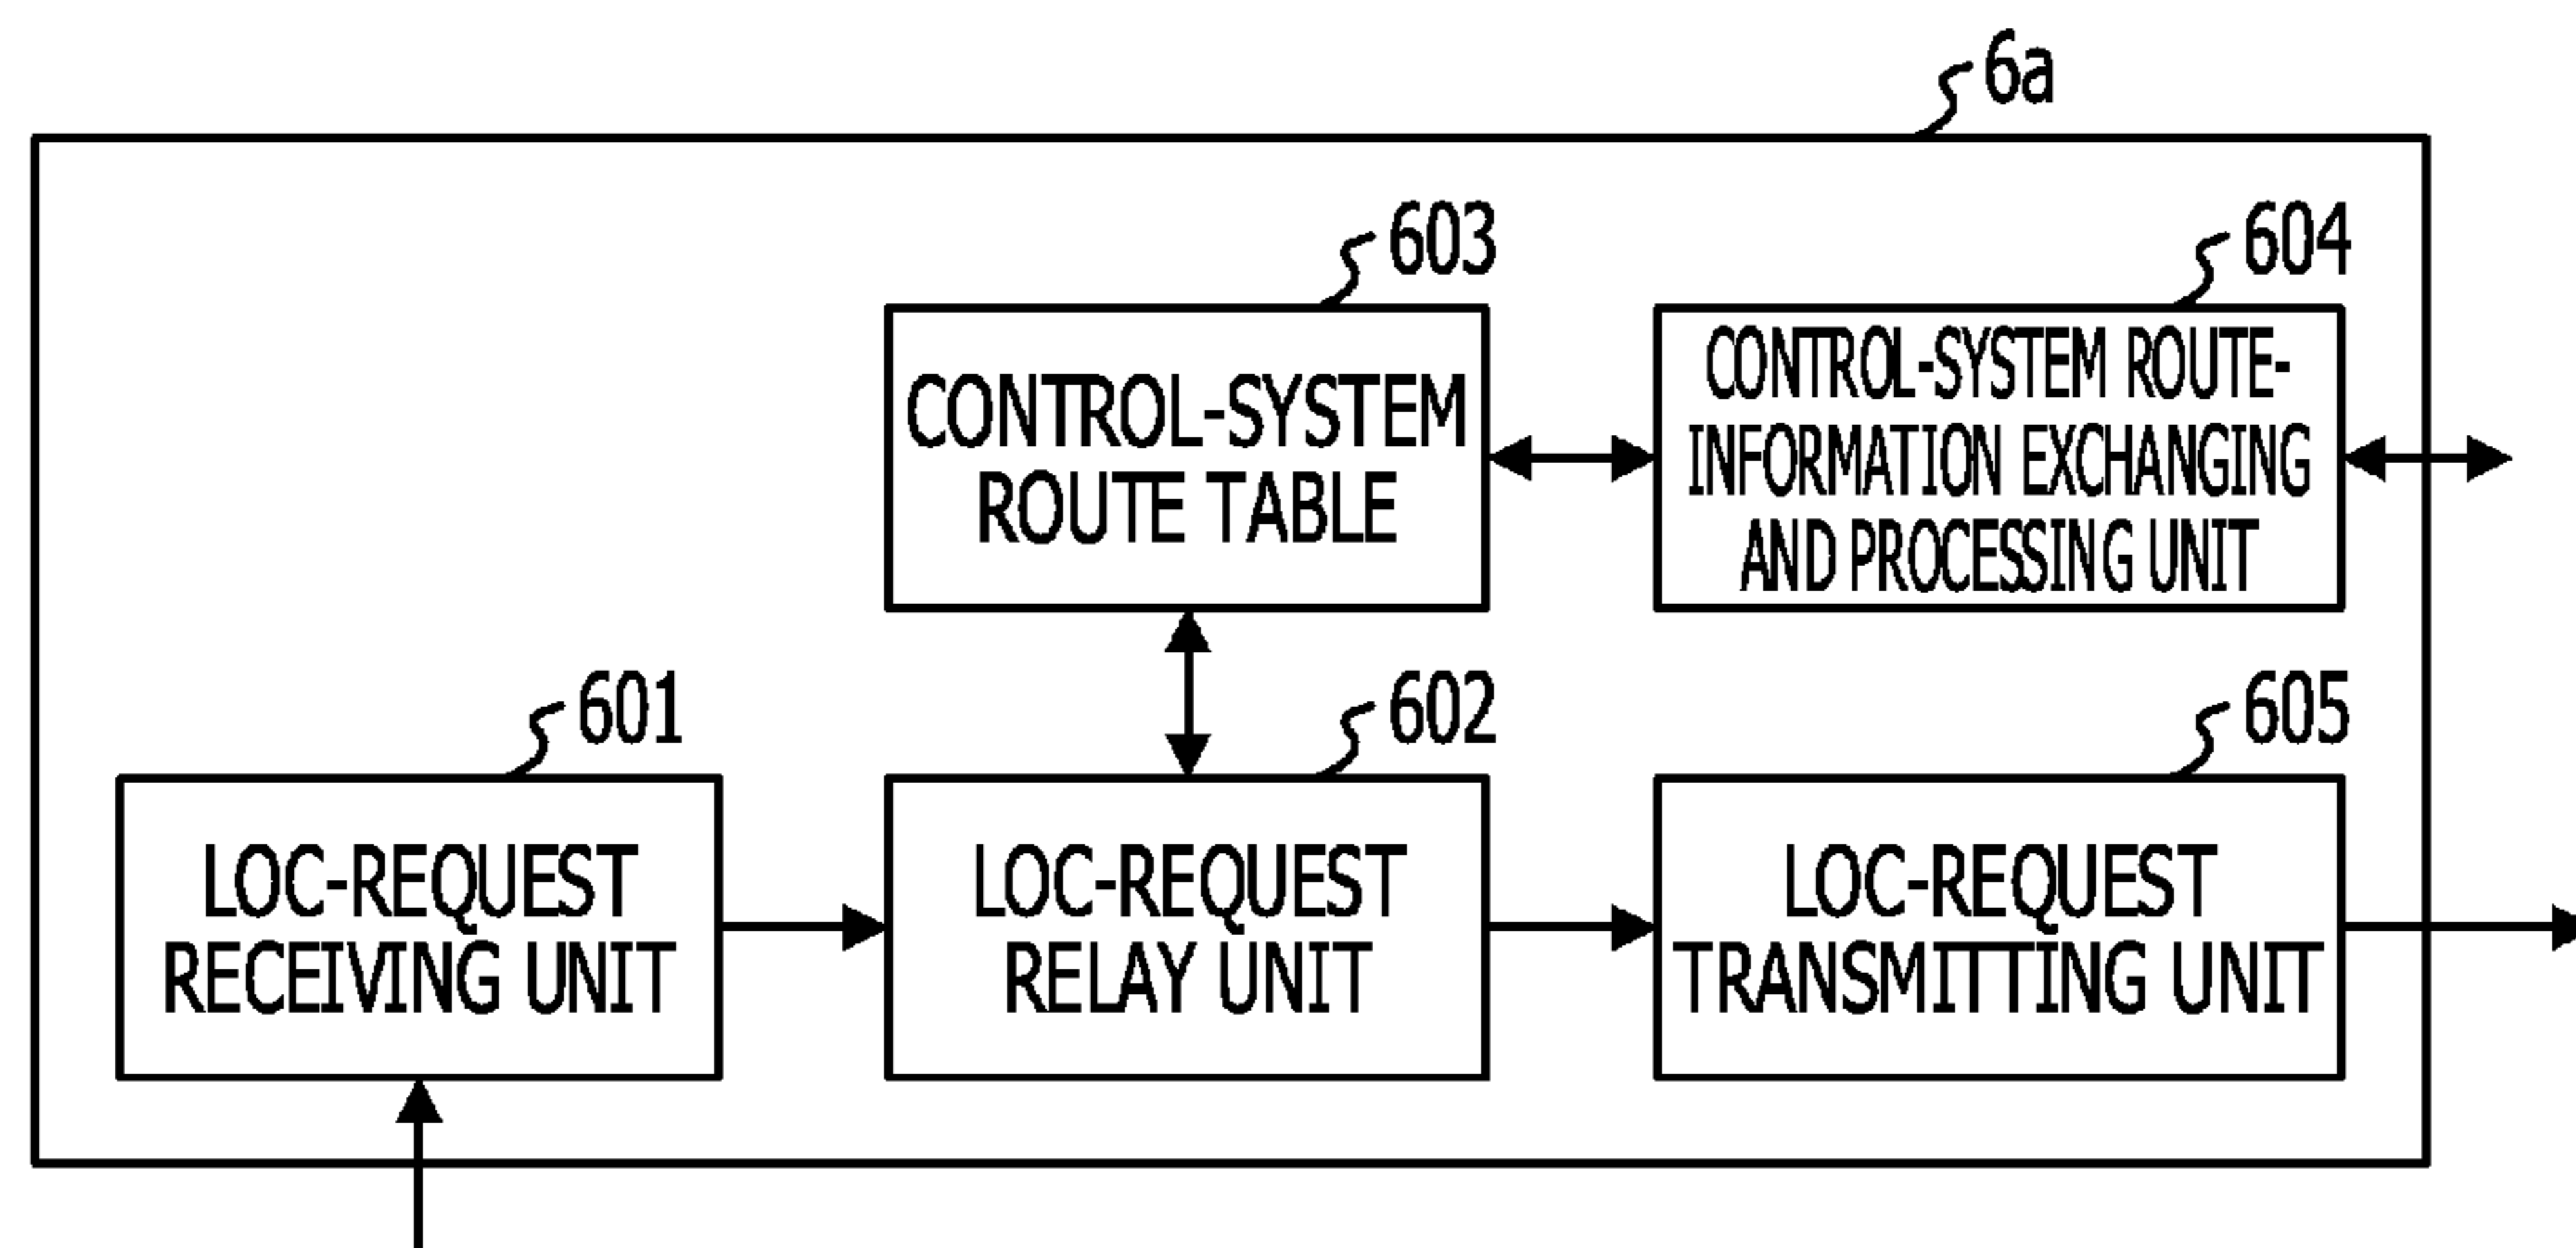 6a
603
CONTROL-SYSTEM
ROUTE TABLE
604
CONTROL-SYSTEM ROUTE-
INFORMATION EXCHANGING
AND PROCESSING UNIT
601
LOC-REQUEST
RECEIVING UNIT
602
LOC-REQUEST
RELAY UNIT
605
LOC-REQUEST
TRANSMITTING UNIT